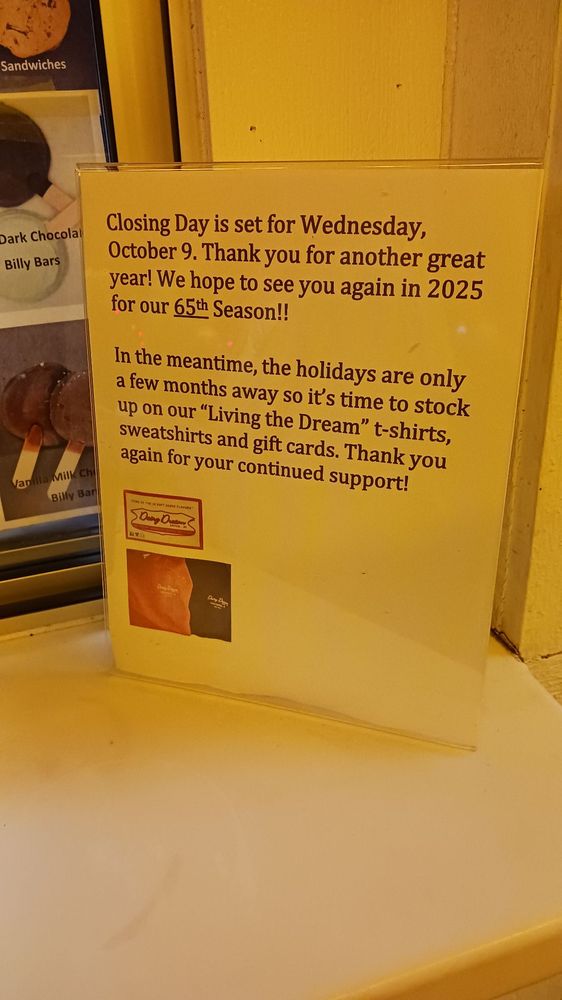 Sandwiches
Dark
Billy Bars
Vanilla Milk
Billy
Closing Day is set for Wednesday,
October 9. Thank you for another great
year! We hope to see you again in 2025
for our 65th Season!!
In the meantime, the holidays are only
a few months away so it's time to stock
up on our “Living the Dream” t-shirts,
sweatshirts and gift cards. Thank you
again for your continued support!
Dairy Dream